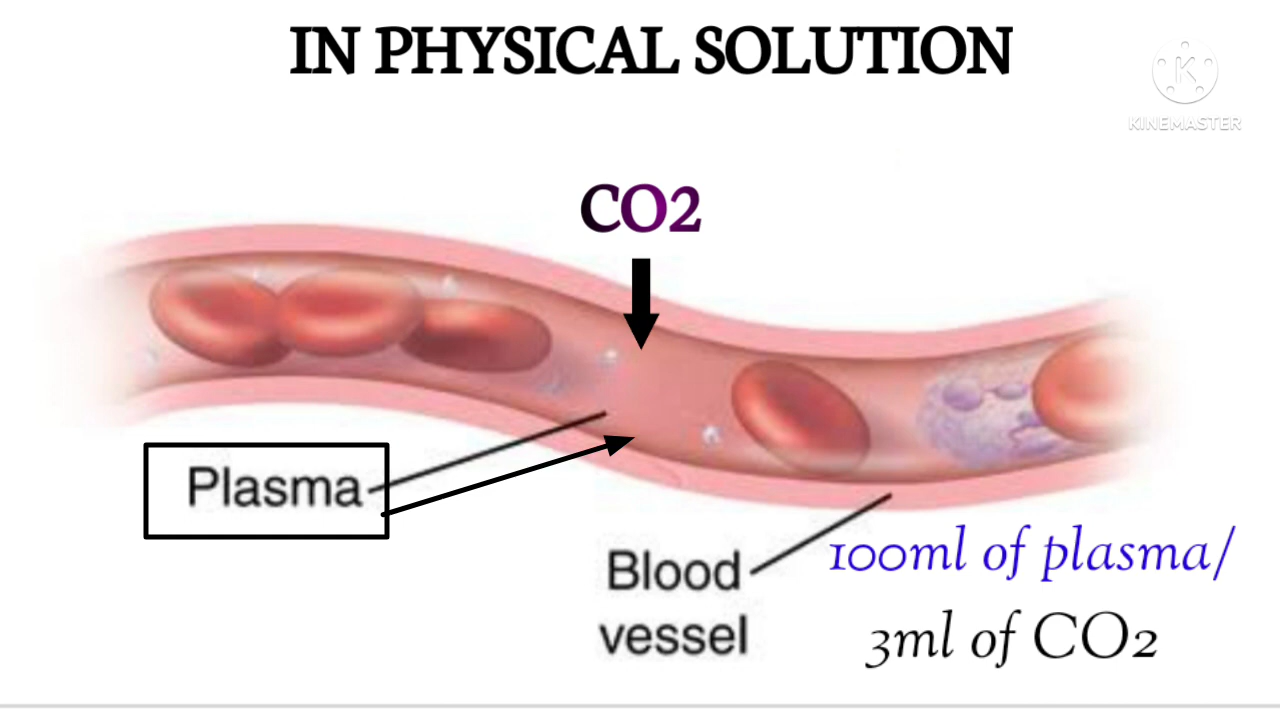 IN PHYSICAL SOLUTION
K
KINEMASTER
CO2
Plasma
Blood
vessel
100ml of plasma/
3ml of CO2